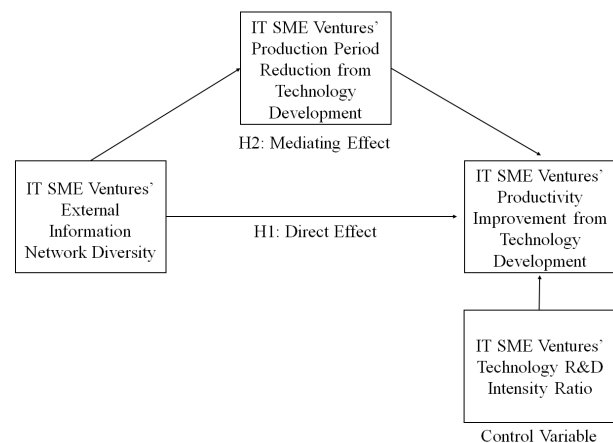 IT SME Ventures’
Production Period
Reduction from
Technology
Development
H2: Mediating Effect
IT SME Ventures’
External
Information
Network Diversity
H1: Direct Effect
IT SME Ventures’
Productivity
Improvement from
Technology
Development
IT SME Ventures’
Technology R&D
Intensity Ratio
Control Variable